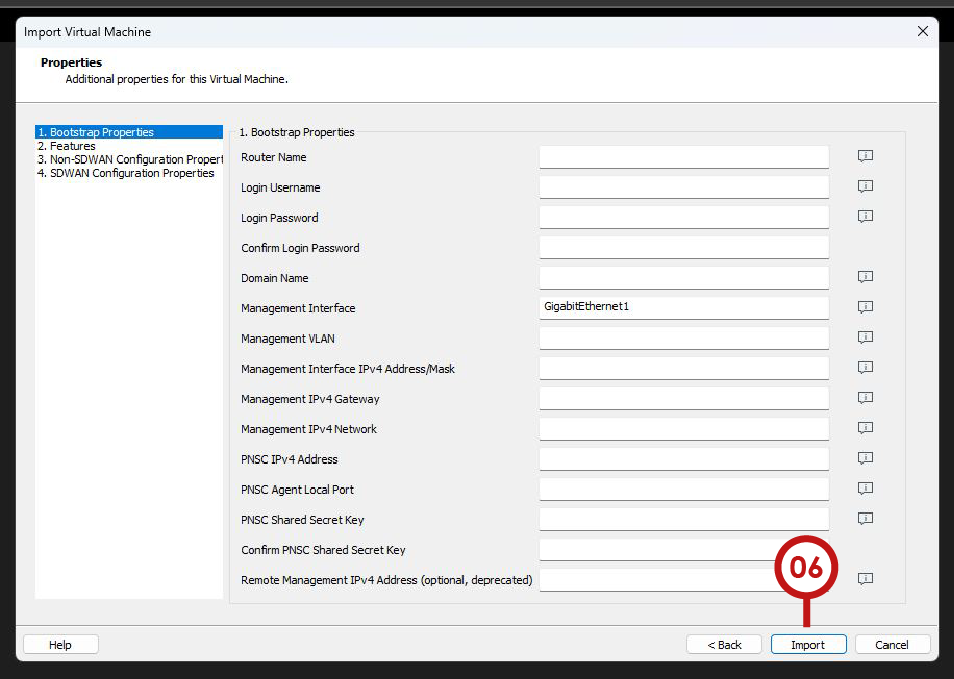 Import Virtual Machine
Properties
Additional properties for this Virtual Machine.
1. Bootstrap Properties
2. Features
3. Non-SDWAN Configuration Propert
4. SDWAN Configuration Properties
1. Bootstrap Properties
Router Name
Login Username
Login Password
Confirm Login Password
Domain Name
Management Interface GigabitEthernet1
Management VLAN
Management Interface IPv4 Address/Mask
Management IPv4 Gateway
Management IPv4 Network
PNSC IPv4 Address
PNSC Agent Local Port
PNSC Shared Secret Key
Confirm PNSC Shared Secret Key
Remote Management IPv4 Address (optional, deprecated)
06
Help < Back Import Cancel